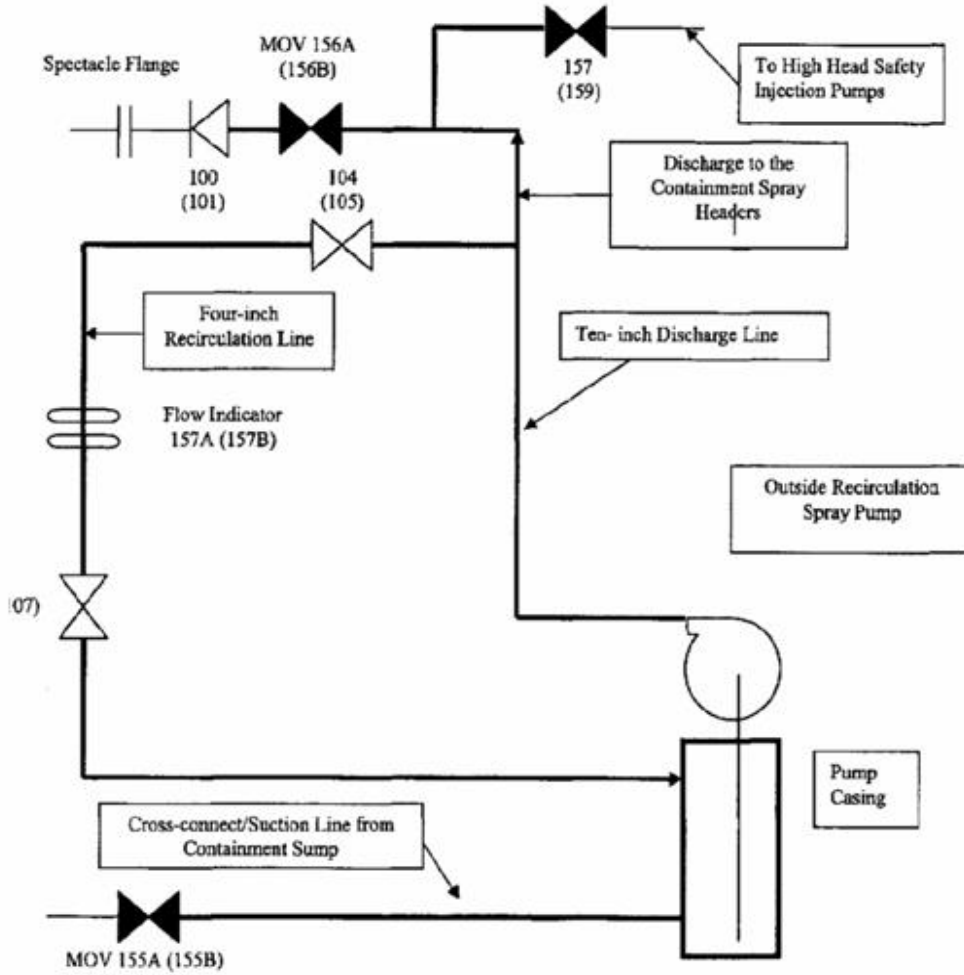 MOV 156A
(156B)
Spectacle Flange
157
(159)
To High Head Safety
Injection Pumps
100
(101)
104
(105)
Discharge to the
Containment Spray
Headers
Four-inch
Recirculation Line
Ten- inch Discharge Line
Flow Indicator
157A (157B)
Outside Recirculation
Spray Pump
07)
Pump
Casing
Cross-connect/Suction Line from
Containment Sump
MOV 155A (155B)